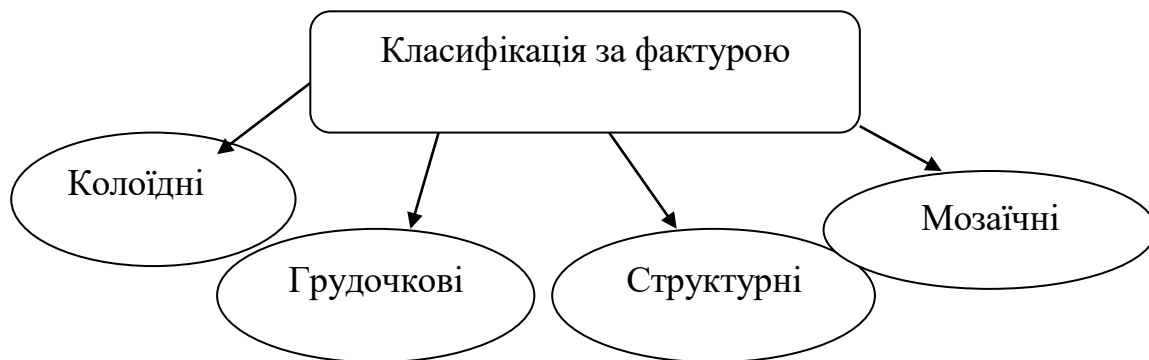 Класифікація за фактурою
Колоїдні
Грудочкові
Структурні
Мозаїчні